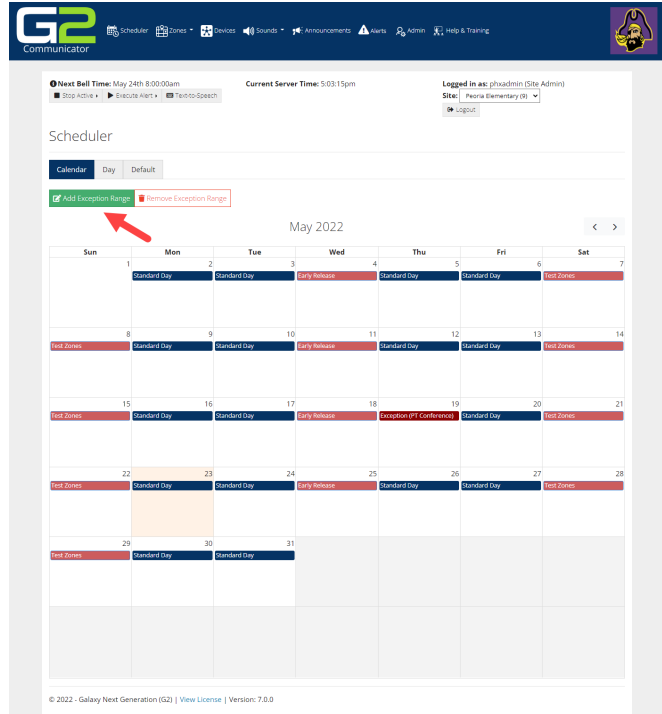 G2
Communicator
Scheduler Zones Devices Sounds Announcements Alerts Admin Help & Training
Next Bell Time: May 24th 8:00:00am Current Server Time: 5:03:15pm Logged in as: phxadmin (Site Admin)
Stop Active Execute Alert Text-to-Speech Site: Peoria Elementary (9)
Logout
Scheduler
Calendar Day Default
Add Exception Range Remove Exception Range
May 2022 < >
Sun Mon Tue Wed Thu Fri Sat
1 2 3 4 5 6 7
Standard Day Standard Day Early Release Standard Day Standard Day Test Zones
8 9 10 11 12 13 14
Test Zones Standard Day Standard Day Early Release Standard Day Standard Day Test Zones
15 16 17 18 19 20 21
Test Zones Standard Day Standard Day Early Release Exception (PT Conference) Standard Day Test Zones
22 23 24 25 26 27 28
Test Zones Standard Day Standard Day Early Release Standard Day Standard Day Test Zones
29 30 31
Test Zones Standard Day Standard Day
© 2022 - Galaxy Next Generation (G2) | View License | Version: 7.0.0